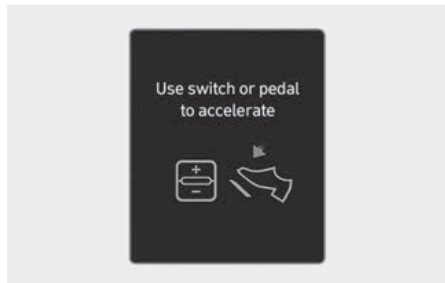 Use switch or pedal
to accelerate
+
−